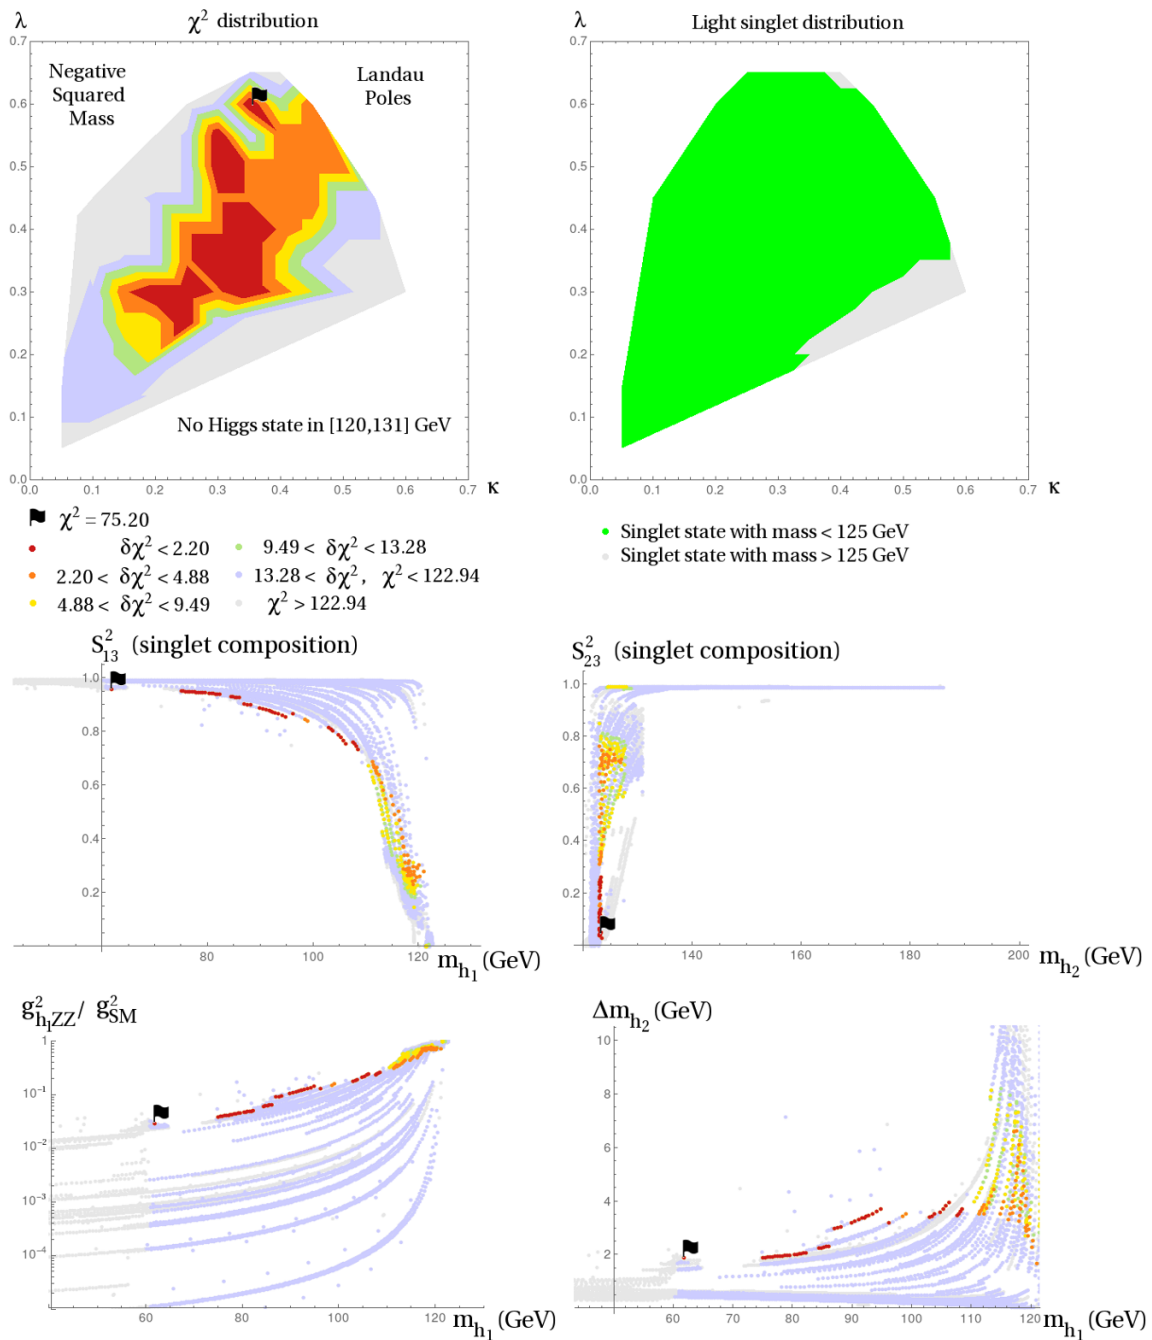 λ χ² distribution
0.7
0.6
0.5
0.4
0.3
0.2
0.1
0.0
Negative
Squared
Mass
Landau
Poles
No Higgs state in [120,131] GeV
0.0 0.1 0.2 0.3 0.4 0.5 0.6 0.7
κ
λ Light singlet distribution
0.7
0.6
0.5
0.4
0.3
0.2
0.1
0.0
0.0 0.1 0.2 0.3 0.4 0.5 0.6 0.7
κ
χ² = 75.20
δχ² < 2.20
9.49 < δχ² < 13.28
2.20 < δχ² < 4.88
13.28 < δχ², χ² < 122.94
4.88 < δχ² < 9.49
χ² > 122.94
Singlet state with mass < 125 GeV
Singlet state with mass > 125 GeV
S²₁₃ (singlet composition)
1.0
0.8
0.6
0.4
0.2
80 100 120
m_h₁ (GeV)
S²₂₃ (singlet composition)
1.0
0.8
0.6
0.4
0.2
140 160 180 200
m_h₂ (GeV)
g²_h₁ZZ / g²_SM
1
10⁻¹
10⁻²
10⁻³
10⁻⁴
60 80 100 120
m_h₁ (GeV)
Δm_h₂ (GeV)
10
8
6
4
2
60 70 80 90 100 110 120
m_h₁ (GeV)